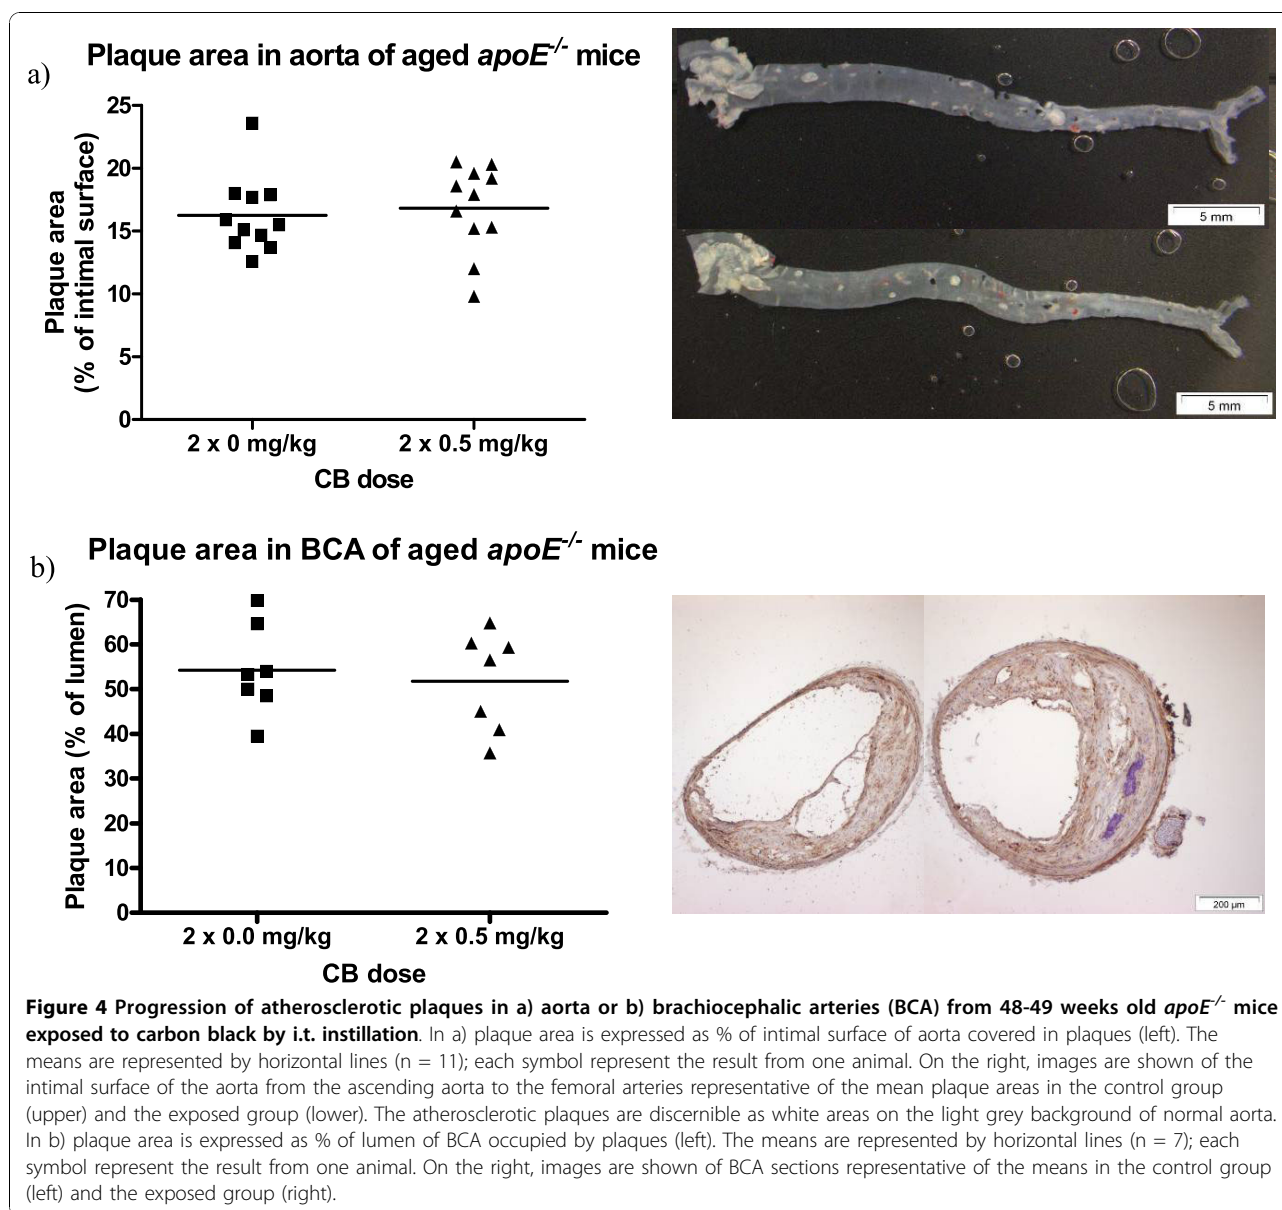 a)
Plaque area in aorta of aged apoE-/- mice
Plaque area
(% of intimal surface)
25
20
15
10
5
0
2 x 0 mg/kg
2 x 0.5 mg/kg
CB dose
5 mm
5 mm
b)
Plaque area in BCA of aged apoE-/- mice
Plaque area (% of lumen)
70
60
50
40
30
20
10
0
2 x 0.0 mg/kg
2 x 0.5 mg/kg
CB dose
200 µm
Figure 4 Progression of atherosclerotic plaques in a) aorta or b) brachiocephalic arteries (BCA) from 48-49 weeks old apoE-/- mice
exposed to carbon black by i.t. instillation. In a) plaque area is expressed as % of intimal surface of aorta covered in plaques (left). The
means are represented by horizontal lines (n = 11); each symbol represent the result from one animal. On the right, images are shown of the
intimal surface of the aorta from the ascending aorta to the femoral arteries representative of the mean plaque areas in the control group
(upper) and the exposed group (lower). The atherosclerotic plaques are discernible as white areas on the light grey background of normal aorta.
In b) plaque area is expressed as % of lumen of BCA occupied by plaques (left). The means are represented by horizontal lines (n = 7); each
symbol represent the result from one animal. On the right, images are shown of BCA sections representative of the means in the control group
(left) and the exposed group (right).